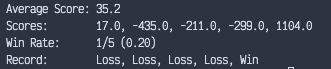 Average Score: 35.2
Scores:        17.0, -435.0, -211.0, -299.0, 1104.0
Win Rate:      1/5 (0.20)
Record:        Loss, Loss, Loss, Loss, Win